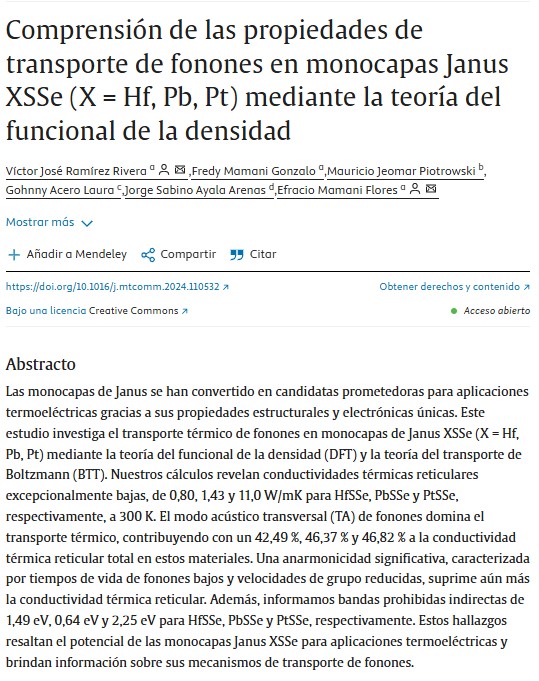 Comprensión de las propiedades de
transporte de fonones en monocapas Janus
XSSe (X = Hf, Pb, Pt) mediante la teoría del
funcional de la densidad
Víctor José Ramírez Rivera a , Fredy Mamani Gonzalo a, Mauricio Jeomar Piotrowski b,
Gohnny Acero Laura c, Jorge Sabino Ayala Arenas d, Efracio Mamani Flores a
Mostrar más
Añadir a Mendeley Compartir Citar
https://doi.org/10.1016/j.mtcomm.2024.110532 ↗ Obtener derechos y contenido ↗
Bajo una licencia Creative Commons ↗ Acceso abierto
Abstracto
Las monocapas de Janus se han convertido en candidatas prometedoras para aplicaciones
termoeléctricas gracias a sus propiedades estructurales y electrónicas únicas. Este
estudio investiga el transporte térmico de fonones en monocapas de Janus XSSe (X = Hf,
Pb, Pt) mediante la teoría del funcional de la densidad (DFT) y la teoría del transporte de
Boltzmann (BTT). Nuestros cálculos revelan conductividades térmicas reticulares
excepcionalmente bajas, de 0,80, 1,43 y 11,0 W/mK para HfSSe, PbSSe y PtSSe,
respectivamente, a 300 K. El modo acústico transversal (TA) de fonones domina el
transporte térmico, contribuyendo con un 42,49 %, 46,37 % y 46,82 % a la conductividad
térmica reticular total en estos materiales. Una anarmonicidad significativa, caracterizada
por tiempos de vida de fonones bajos y velocidades de grupo reducidas, suprime aún más
la conductividad térmica reticular. Además, informamos bandas prohibidas indirectas de
1,49 eV, 0,64 eV y 2,25 eV para HfSSe, PbSSe y PtSSe, respectivamente. Estos hallazgos
resaltan el potencial de las monocapas Janus XSSe para aplicaciones termoeléctricas y
brindan información sobre sus mecanismos de transporte de fonones.